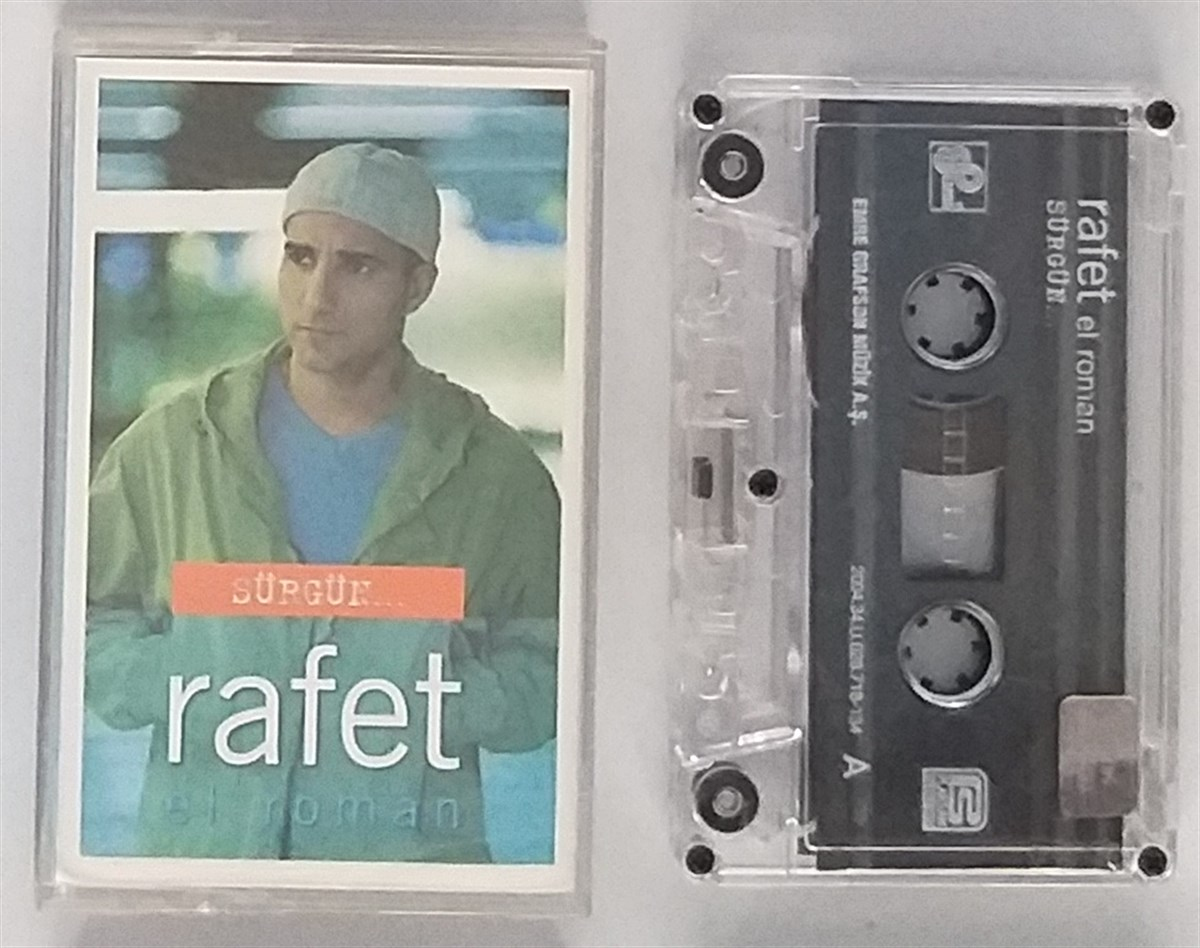 SÜRGÜN...
rafet
el roman
rafet el roman
SÜRGÜN...
EMRE GRAFSON MÜZİK A.Ş.
A